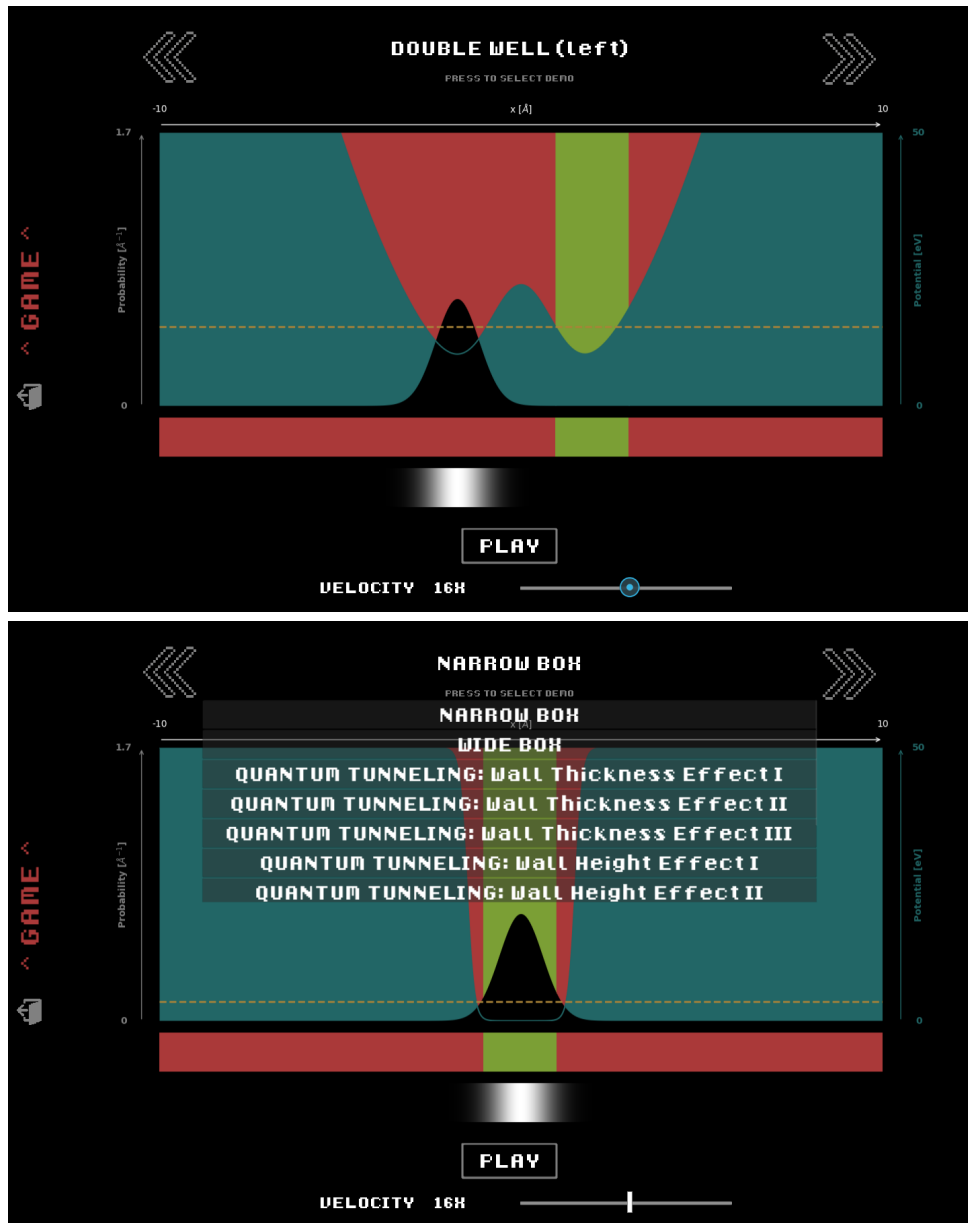 DOUBLE WELL (left)
PRESS TO SELECT DEMO
-10 x [Å] 10
1.7 50
Probability [Å⁻¹]
Potential [eV]
^ GAME ^
0 0
PLAY
VELOCITY 16X
NARROW BOX
PRESS TO SELECT DEMO
NARROW BOX
-10 x [Å] 10
WIDE BOX
1.7 50
QUANTUM TUNNELING: Wall Thickness Effect I
QUANTUM TUNNELING: Wall Thickness Effect II
QUANTUM TUNNELING: Wall Thickness Effect III
QUANTUM TUNNELING: Wall Height Effect I
QUANTUM TUNNELING: Wall Height Effect II
Probability [Å⁻¹]
Potential [eV]
^ GAME ^
0 0
PLAY
VELOCITY 16X